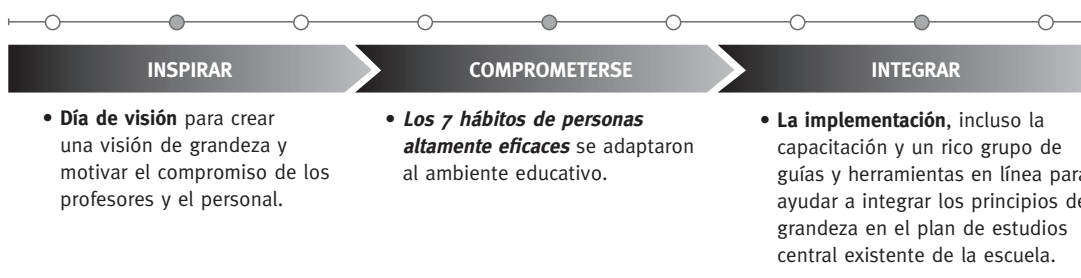 INSPIRAR
COMPROMETERSE
INTEGRAR
• Día de visión para crear
una visión de grandeza y
motivar el compromiso de los
profesores y el personal.
• Los 7 hábitos de personas
altamente eficaces se adaptaron
al ambiente educativo.
• La implementación, incluso la
capacitación y un rico grupo de
guías y herramientas en línea para
ayudar a integrar los principios de
grandeza en el plan de estudios
central existente de la escuela.